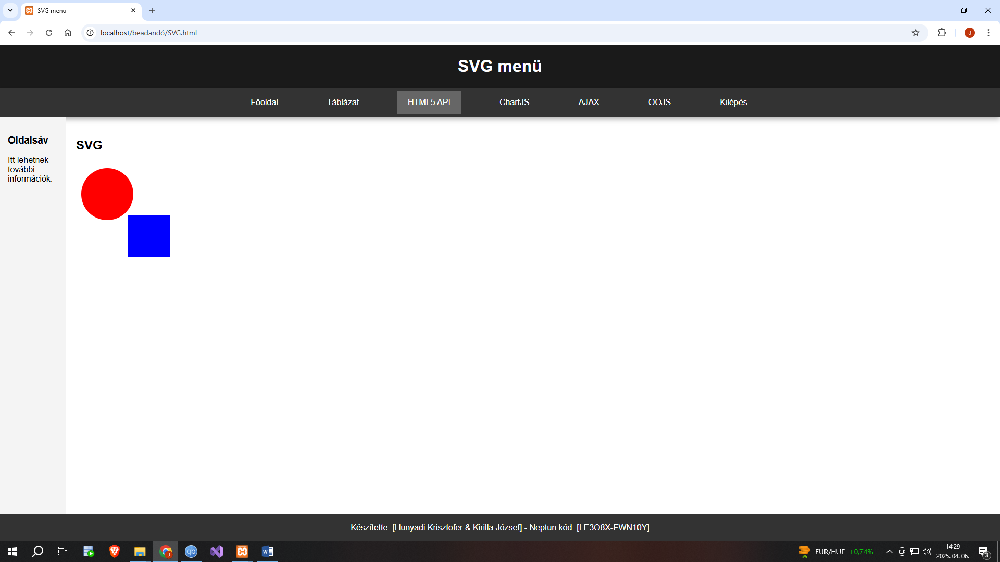 SVG menü
localhost/beadandó/SVG.html
J
SVG menü
Főoldal Táblázat HTML5 API ChartJS AJAX OOJS Kilépés
Oldalsáv
Itt lehetnek
további
információk.
SVG
Készítette: [Hunyadi Krisztofer & Kirilla József] - Neptun kód: [LE3O8X-FWN10Y]
J
qb
W
EUR/HUF +0,74%
14:29
2025. 04. 06.
3